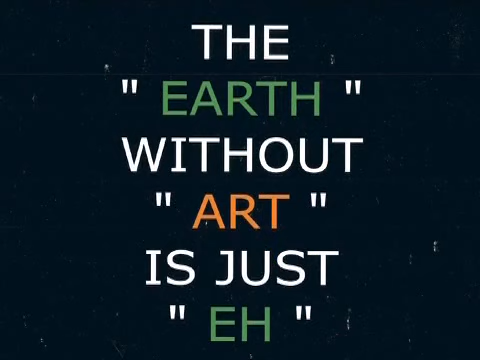 THE
" EARTH "
WITHOUT
" ART "
IS JUST
" EH "